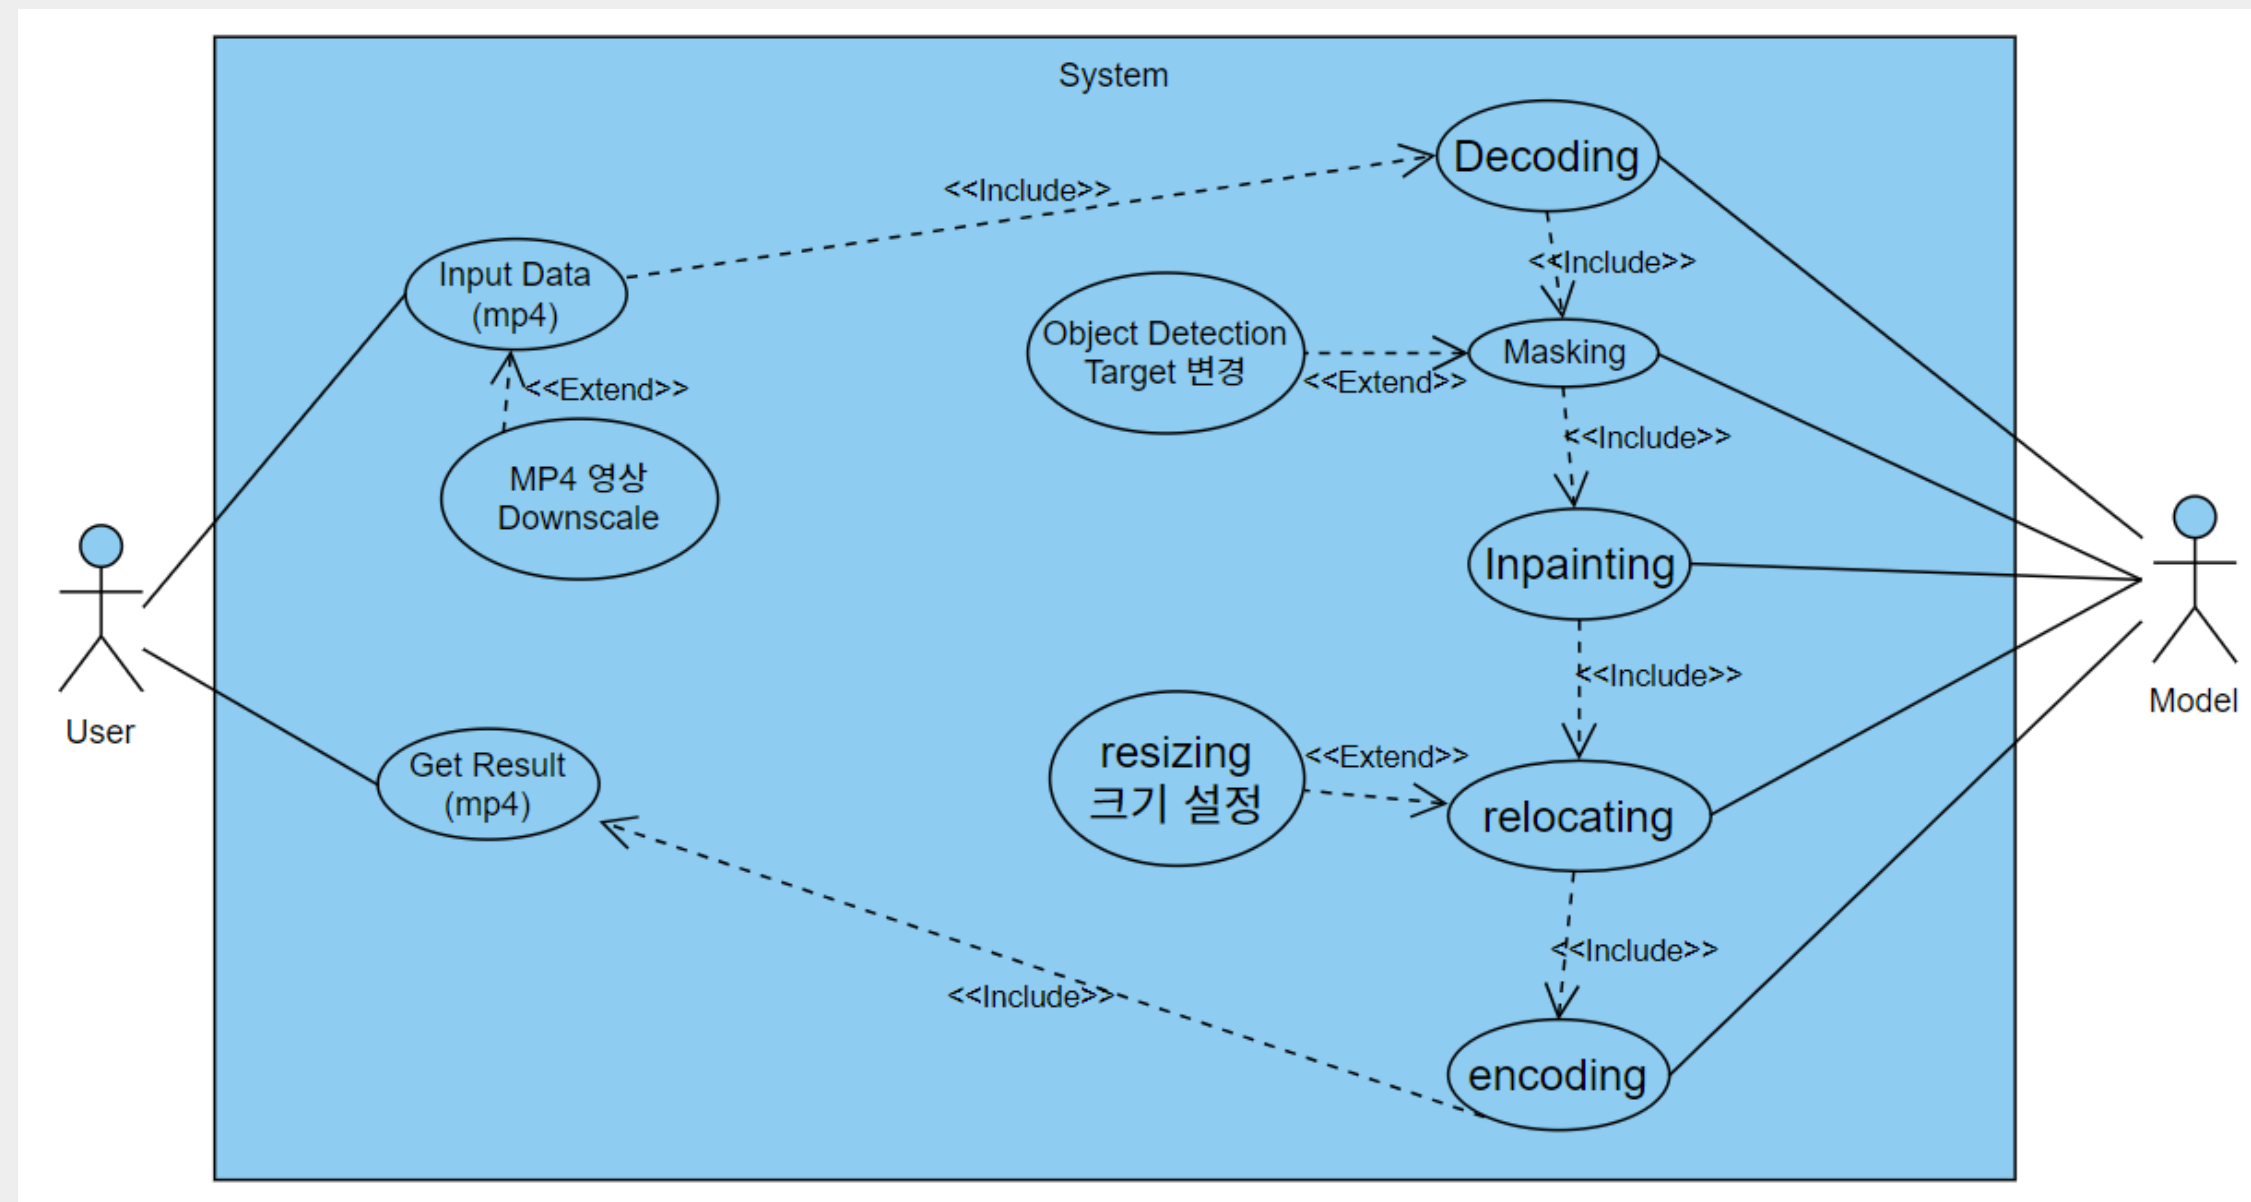 System
Decoding
<<Include>>
<<Include>>
Input Data
(mp4)
Object Detection
Target 변경
Masking
<<Extend>>
<<Extend>>
<<Include>>
MP4 영상
Downscale
Inpainting
<<Include>>
User
Model
Get Result
(mp4)
resizing
크기 설정
<<Extend>>
relocating
<<Include>>
<<Include>>
encoding